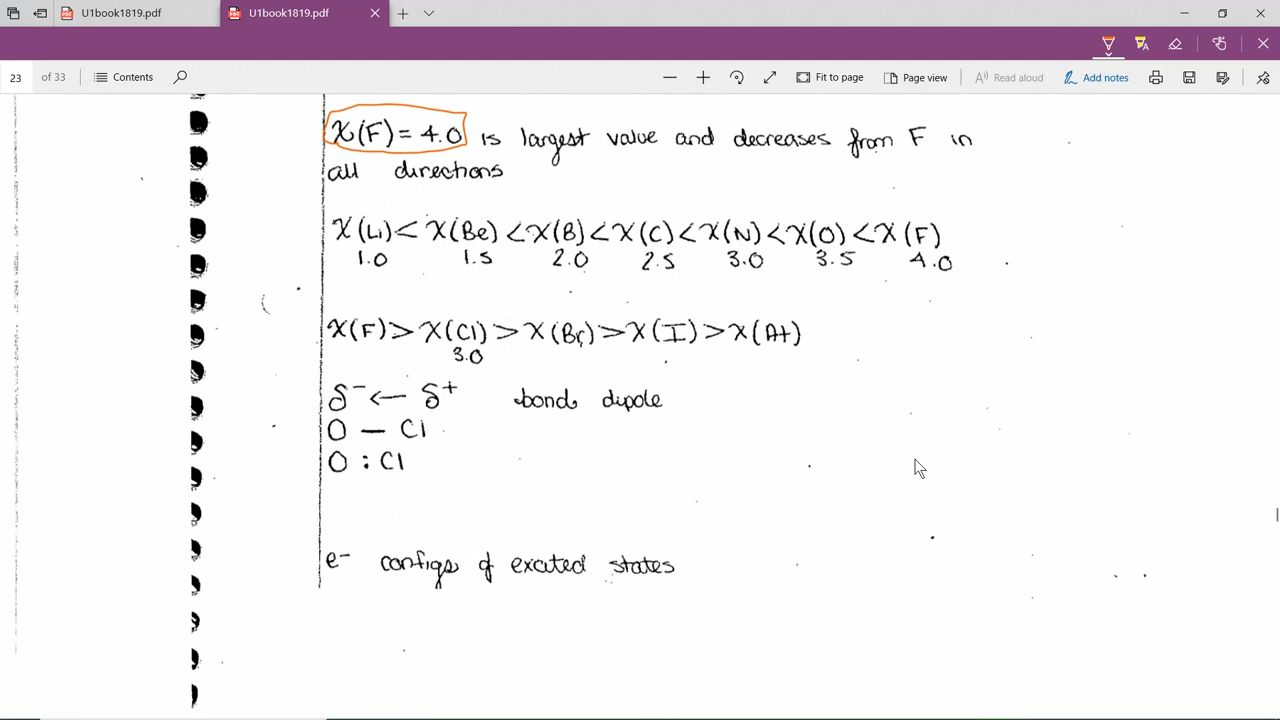 U1book1819.pdf
U1book1819.pdf
23 of 33 Contents Fit to page Page view Read aloud Add notes
χ(F) = 4.0 is largest value and decreases from F in
all directions
χ(Li) < χ(Be) < χ(B) < χ(C) < χ(N) < χ(O) < χ(F)
1.0 1.5 2.0 2.5 3.0 3.5 4.0
χ(F) > χ(Cl) > χ(Br) > χ(I) > χ(At)
3.0
δ⁻ ← δ⁺ bond dipole
O — Cl
O : Cl
e⁻ configs of excited states